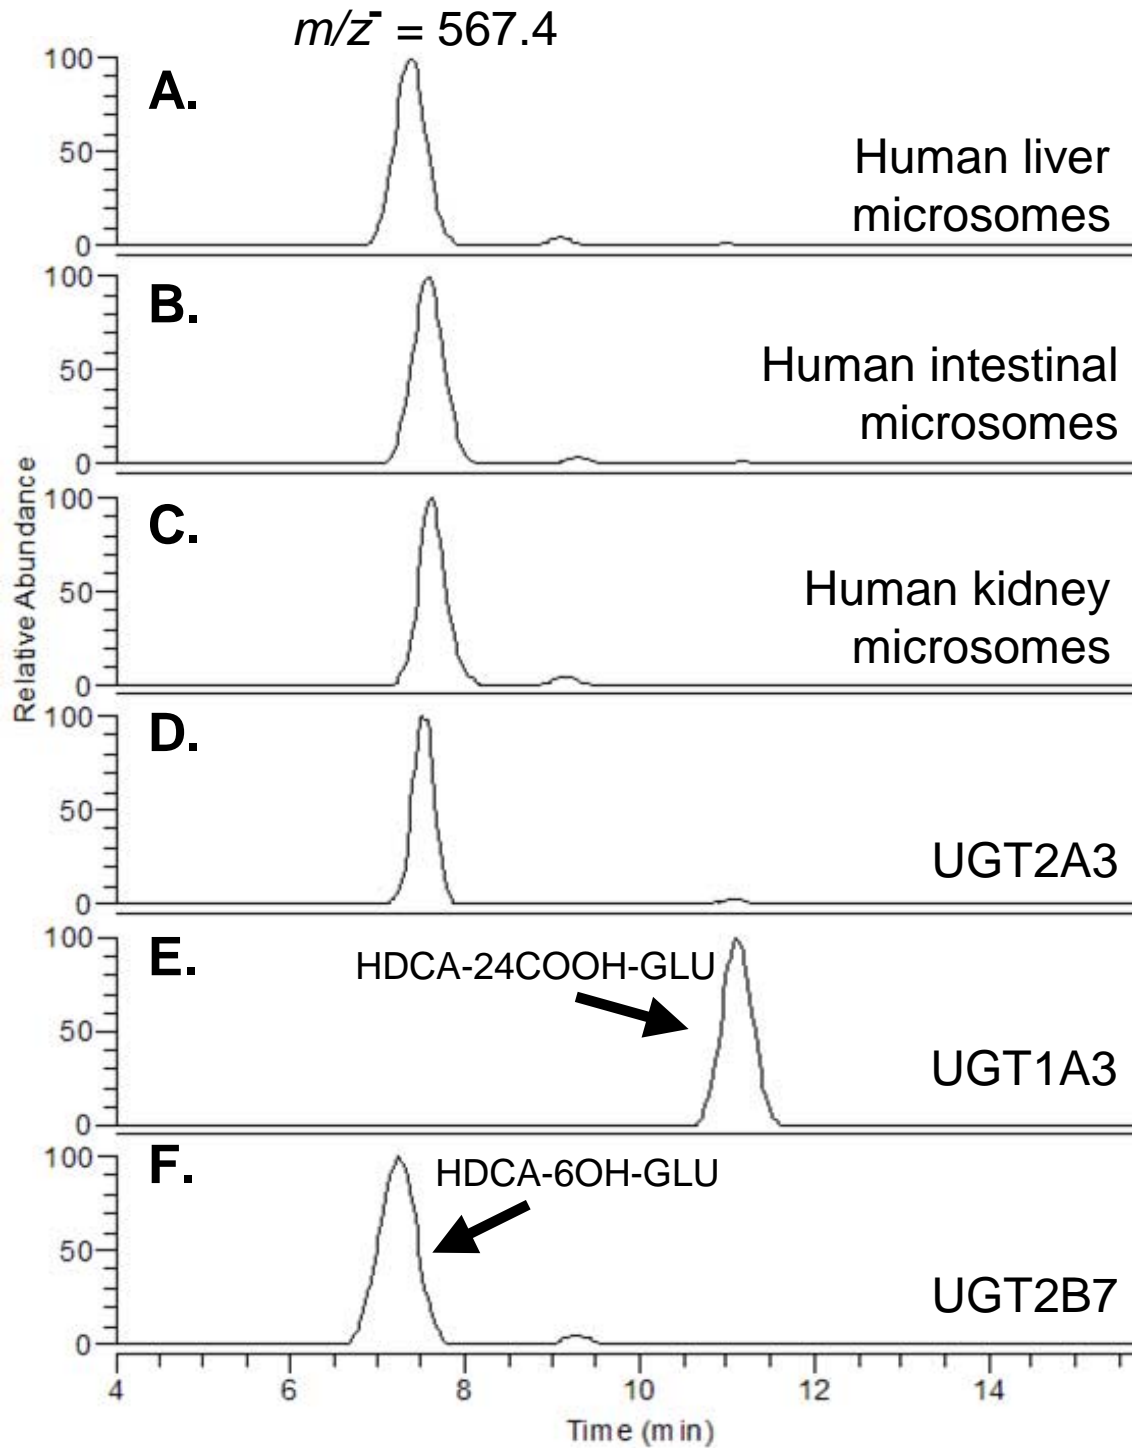 m/z⁻ = 567.4
100
50
0
A.
Human liver
microsomes
100
50
0
B.
Human intestinal
microsomes
100
50
0
C.
Human kidney
microsomes
Relative Abundance
100
50
0
D.
UGT2A3
100
50
0
E.
HDCA-24COOH-GLU
UGT1A3
100
50
0
F.
HDCA-6OH-GLU
UGT2B7
4 6 8 10 12 14
Time (min)